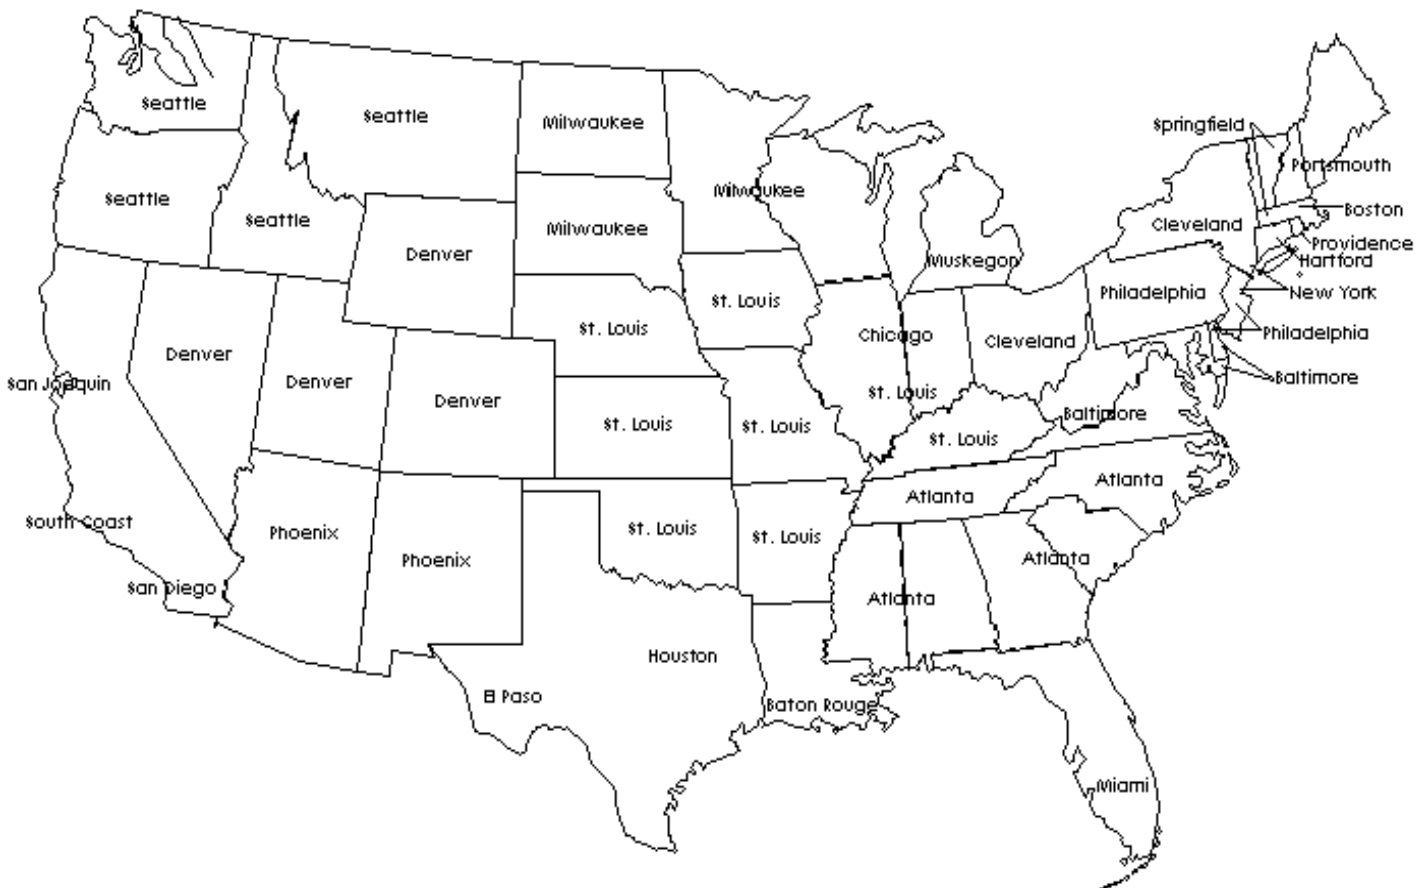 Seattle
Seattle
Milwaukee
Springfield
Portsmouth
Seattle
Seattle
Milwaukee
Milwaukee
Boston
Cleveland
Milwaukee
Providence
Denver
Muskegon
Hartford
Philadelphia
New York
St. Louis
St. Louis
Chicago
Cleveland
Philadelphia
Denver
San Joaquin
Denver
Baltimore
Denver
St. Louis
Baltimore
St. Louis
St. Louis
St. Louis
Atlanta
Atlanta
South Coast
Phoenix
St. Louis
St. Louis
Phoenix
Atlanta
San Diego
Atlanta
Houston
El Paso
Baton Rouge
Miami